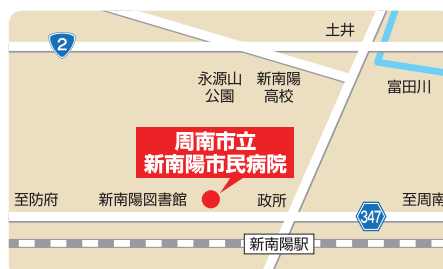 土井
2
永源山
公園
新南陽
高校
富田川
周南市立
新南陽市民病院
至防府
新南陽図書館
政所
347
至周南
新南陽駅